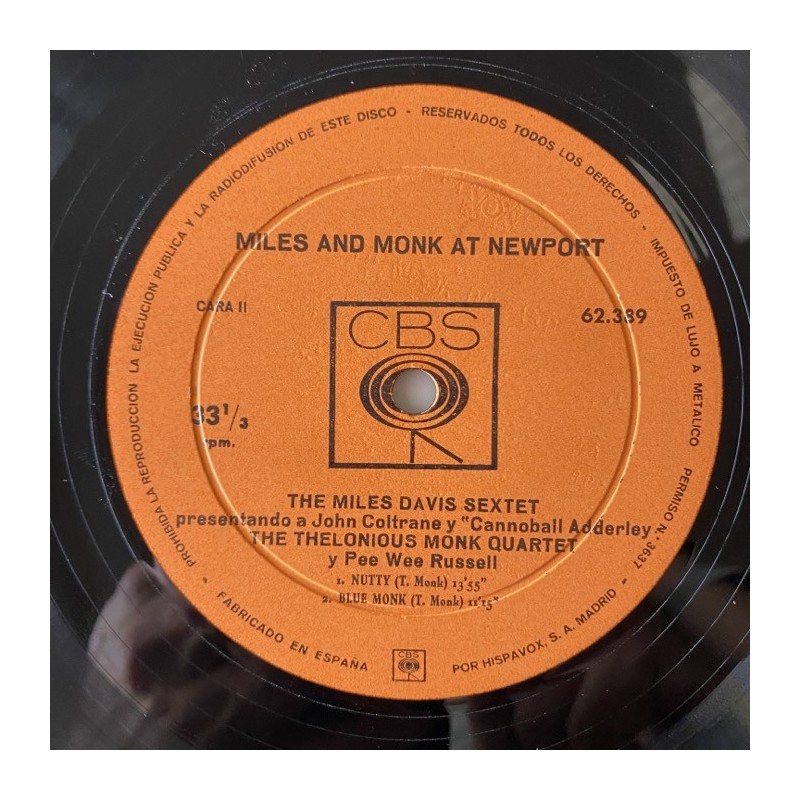 PROHIBIDA LA REPRODUCCION LA EJECUCION PUBLICA Y LA RADIODIFUSION DE ESTE DISCO - RESERVADOS TODOS LOS DERECHOS - IMPUESTO DE LUJO A METALICO PERMISO N° 3637
MILES AND MONK AT NEWPORT
CARA II
62.389
CBS
33 1/3
rpm.
THE MILES DAVIS SEXTET
presentando a John Coltrane y "Cannoball Adderley
THE THELONIOUS MONK QUARTET
y Pee Wee Russell
1. NUTTY (T. Monk) 13'55"
2. BLUE MONK (T. Monk) 11'15"
FABRICADO EN ESPAÑA
CBS
POR HISPAVOX, S. A. MADRID -